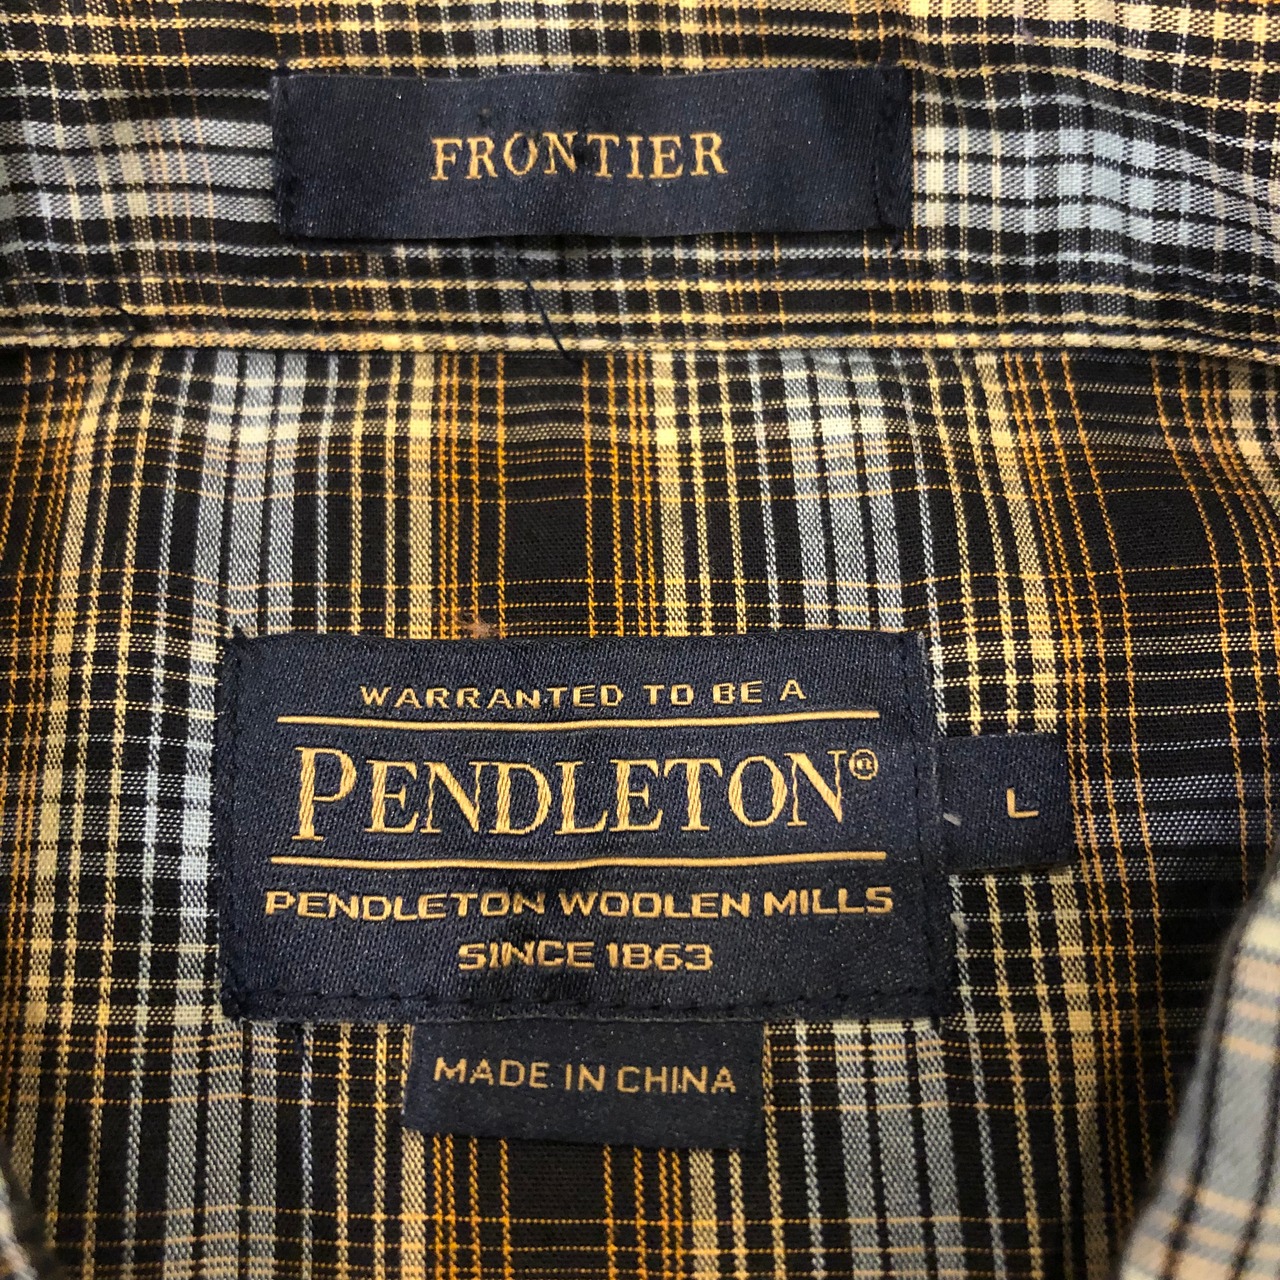 FRONTIER
WARRANTED TO BE A
PENDLETON®
L
PENDLETON WOOLEN MILLS
SINCE 1863
MADE IN CHINA